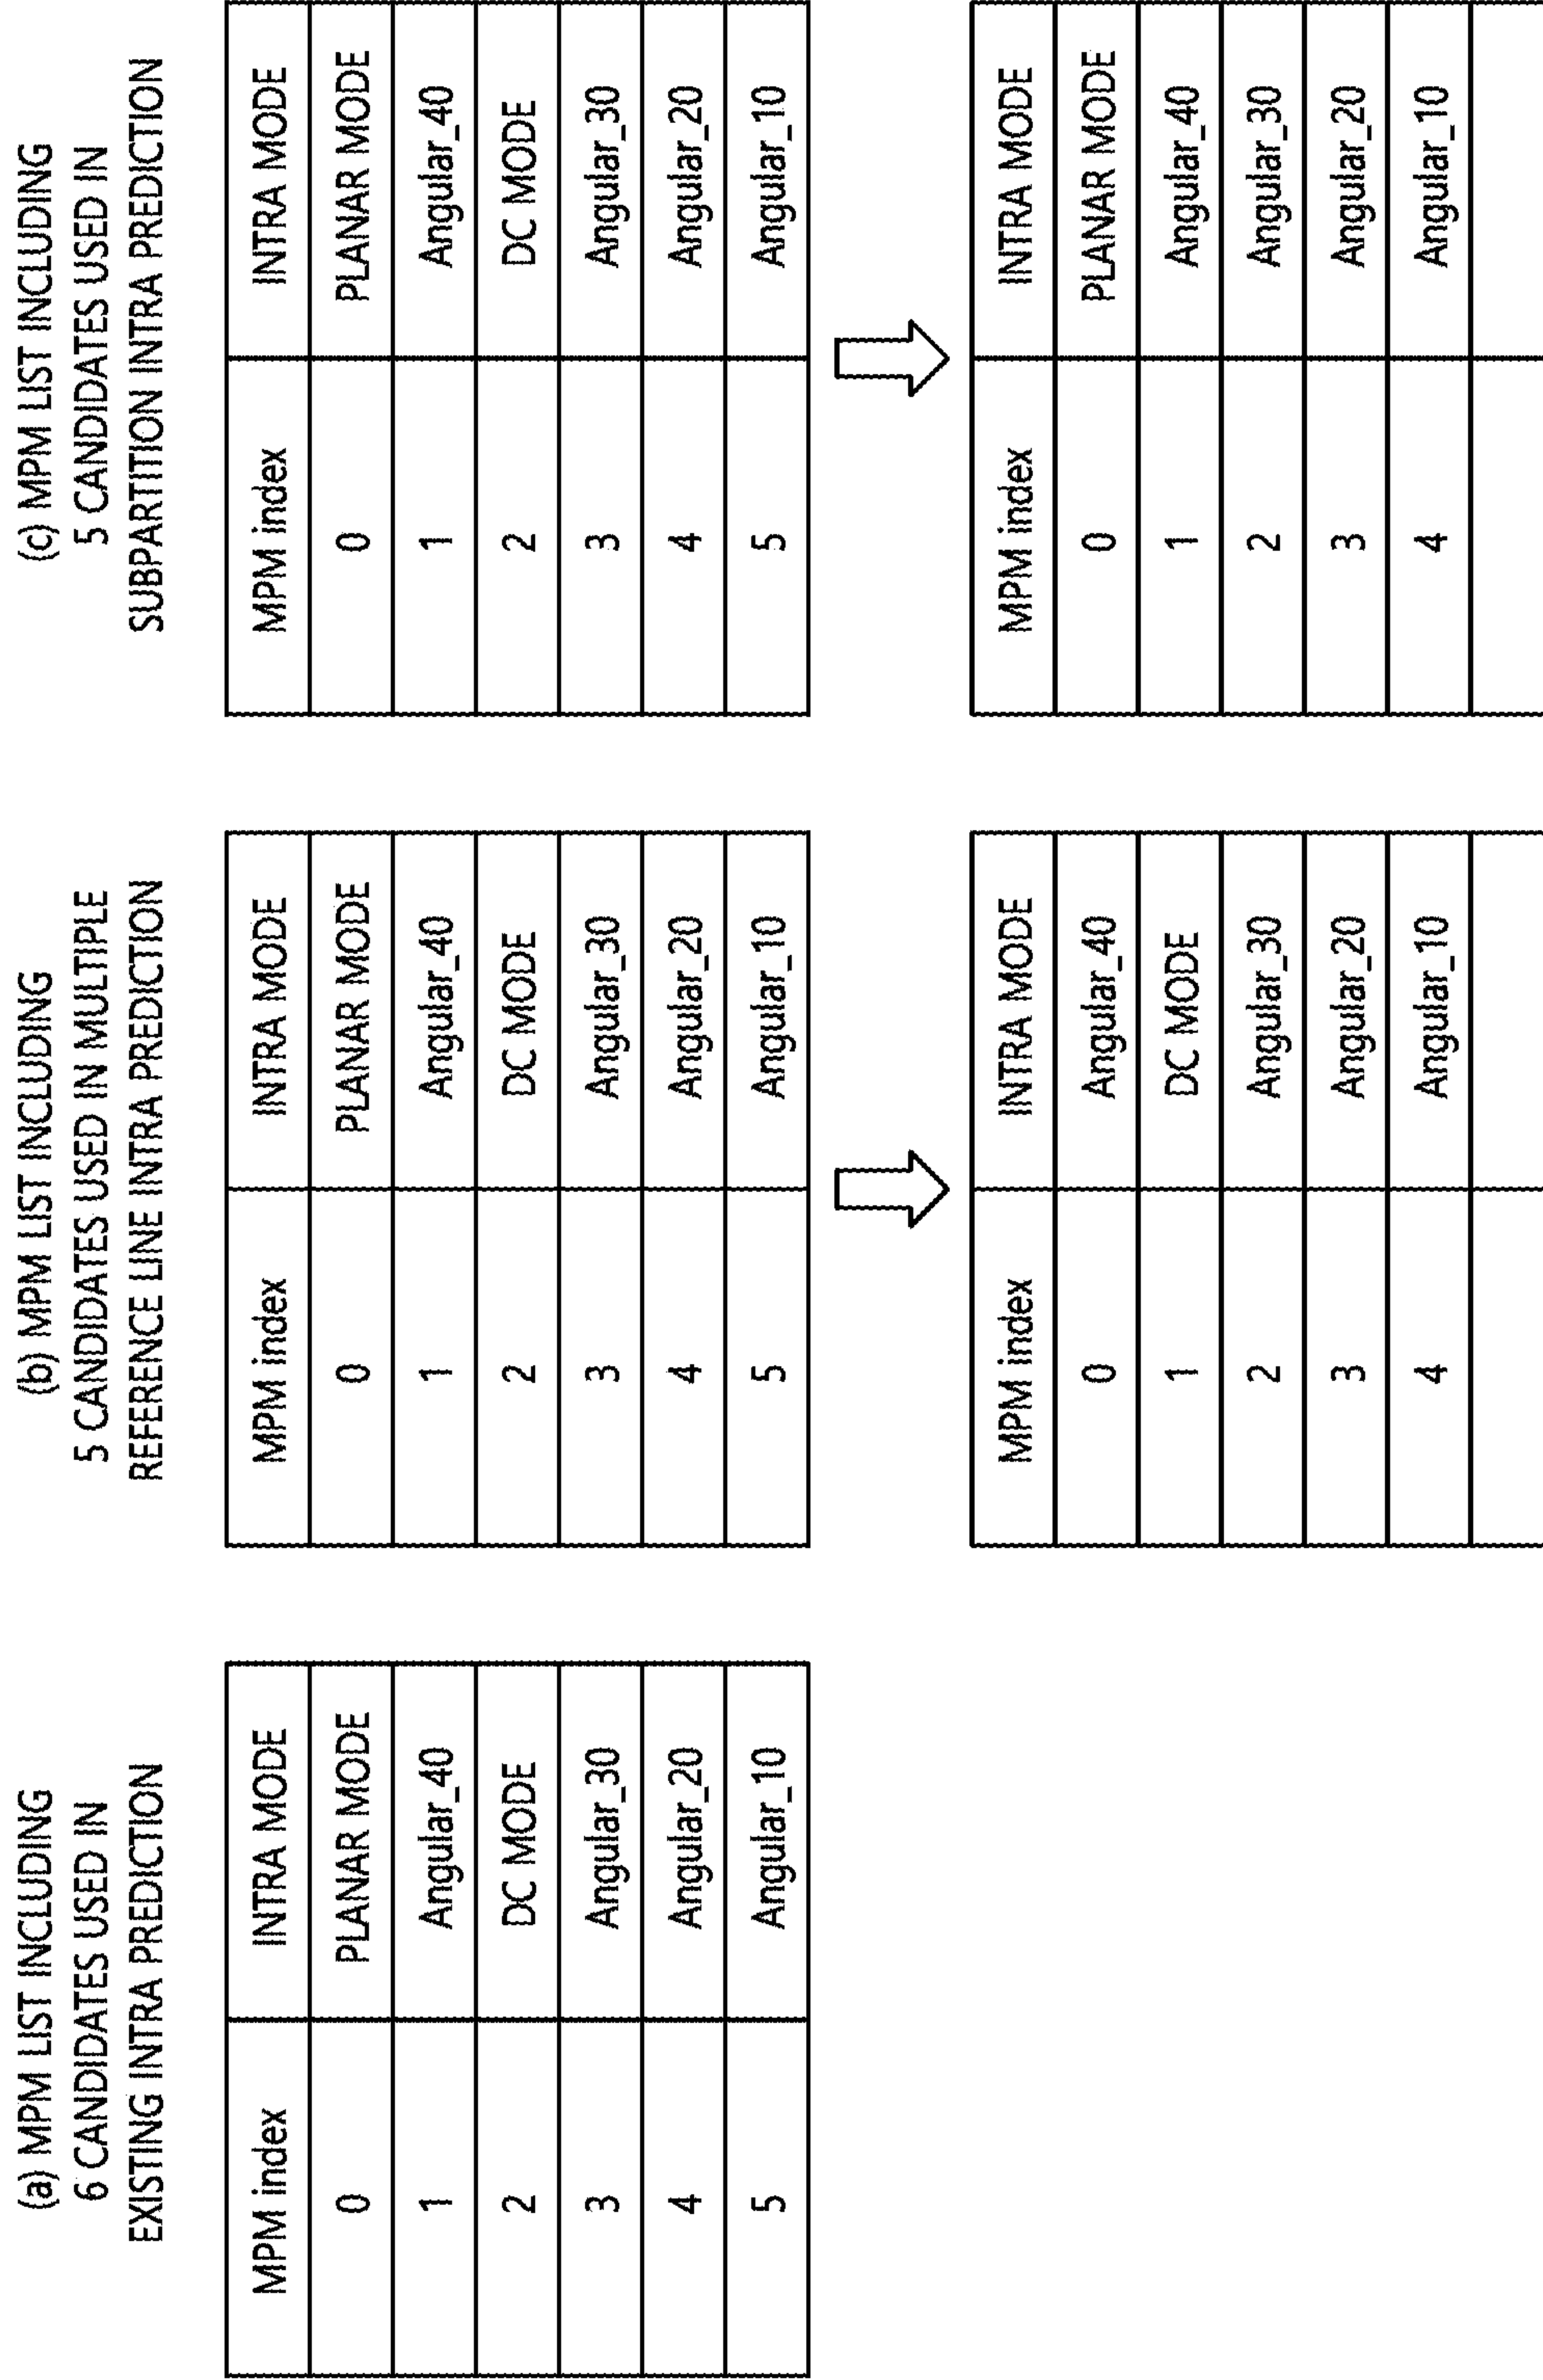 (a) MPM LIST INCLUDING
6 CANDIDATES USED IN
EXISTING INTRA PREDICTION
MPM index INTRA MODE
0 PLANAR MODE
1 Angular_40
2 DC MODE
3 Angular_30
4 Angular_20
5 Angular_10
(b) MPM LIST INCLUDING
5 CANDIDATES USED IN MULTIPLE
REFERENCE LINE INTRA PREDICTION
MPM index INTRA MODE
0 PLANAR MODE
1 Angular_40
2 DC MODE
3 Angular_30
4 Angular_20
5 Angular_10
MPM index INTRA MODE
0 Angular_40
1 DC MODE
2 Angular_30
3 Angular_20
4 Angular_10
(c) MPM LIST INCLUDING
5 CANDIDATES USED IN
SUBPARTITION INTRA PREDICTION
MPM index INTRA MODE
0 PLANAR MODE
1 Angular_40
2 DC MODE
3 Angular_30
4 Angular_20
5 Angular_10
MPM index INTRA MODE
0 PLANAR MODE
1 Angular_40
2 Angular_30
3 Angular_20
4 Angular_10